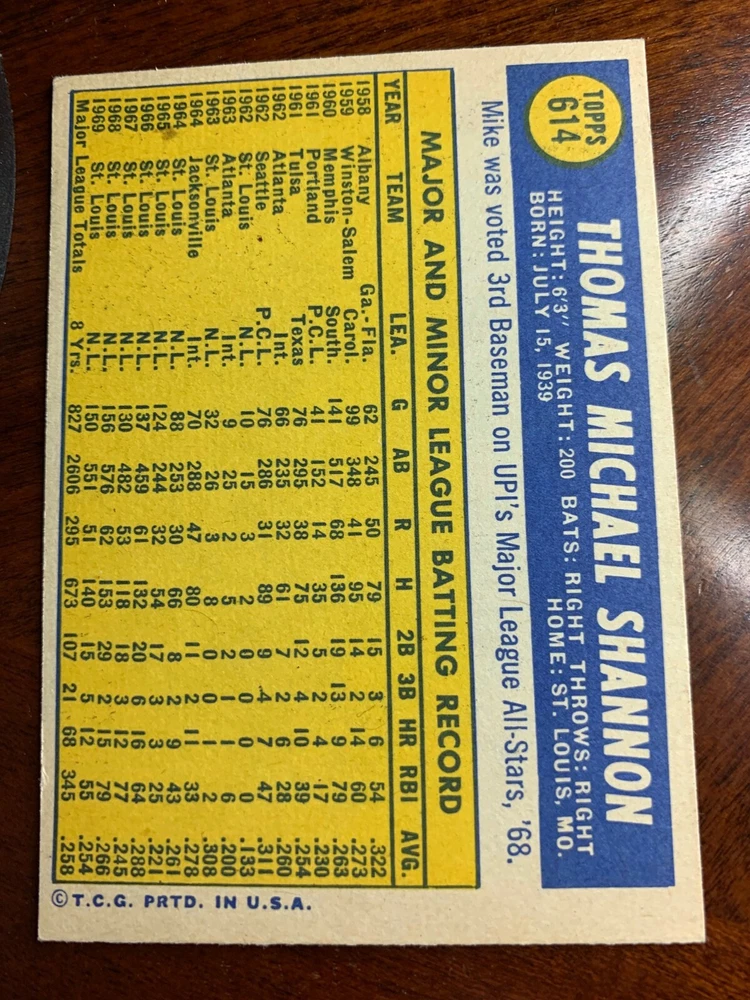 TOPPS
614
THOMAS MICHAEL SHANNON
HEIGHT: 6'3" WEIGHT: 200 BATS: RIGHT THROWS: RIGHT
BORN: JULY 15, 1939 HOME: ST. LOUIS, MO.
Mike was voted 3rd Baseman on UPI's Major League All-Stars, '68.
MAJOR AND MINOR LEAGUE BATTING RECORD
YEAR TEAM LEA. G AB R H 2B 3B HR RBI AVG.
1958 Albany Ga.-Fla. 62 245 50 79 15 3 6 54 .322
1959 Winston-Salem Carol. 99 348 41 95 14 2 14 60 .273
1960 Memphis South. 141 517 68 136 19 13 9 79 .263
1961 Portland P.C.L. 41 152 14 35 5 2 4 17 .230
1961 Tulsa Texas 76 295 38 75 12 4 10 39 .254
1962 Atlanta Int. 66 235 32 61 7 2 6 28 .260
1962 Seattle P.C.L. 76 286 31 89 9 4 7 47 .311
1962 St. Louis N.L. 10 15 3 2 0 0 0 0 .133
1963 Atlanta Int. 9 25 2 5 2 1 1 6 .200
1963 St. Louis N.L. 32 26 3 8 0 0 1 2 .308
1964 Jacksonville Int. 70 288 47 80 11 2 11 33 .278
1964 St. Louis N.L. 88 253 30 66 8 2 9 43 .261
1965 St. Louis N.L. 124 244 32 54 17 3 3 25 .221
1966 St. Louis N.L. 137 459 61 132 20 6 16 64 .288
1967 St. Louis N.L. 130 482 53 118 18 3 12 77 .245
1968 St. Louis N.L. 156 576 62 153 29 2 15 79 .266
1969 St. Louis N.L. 150 551 51 140 15 5 12 55 .254
Major League Totals 8 Yrs. 827 2606 295 673 107 21 68 345 .258
© T.C.G. PRTD. IN U.S.A.